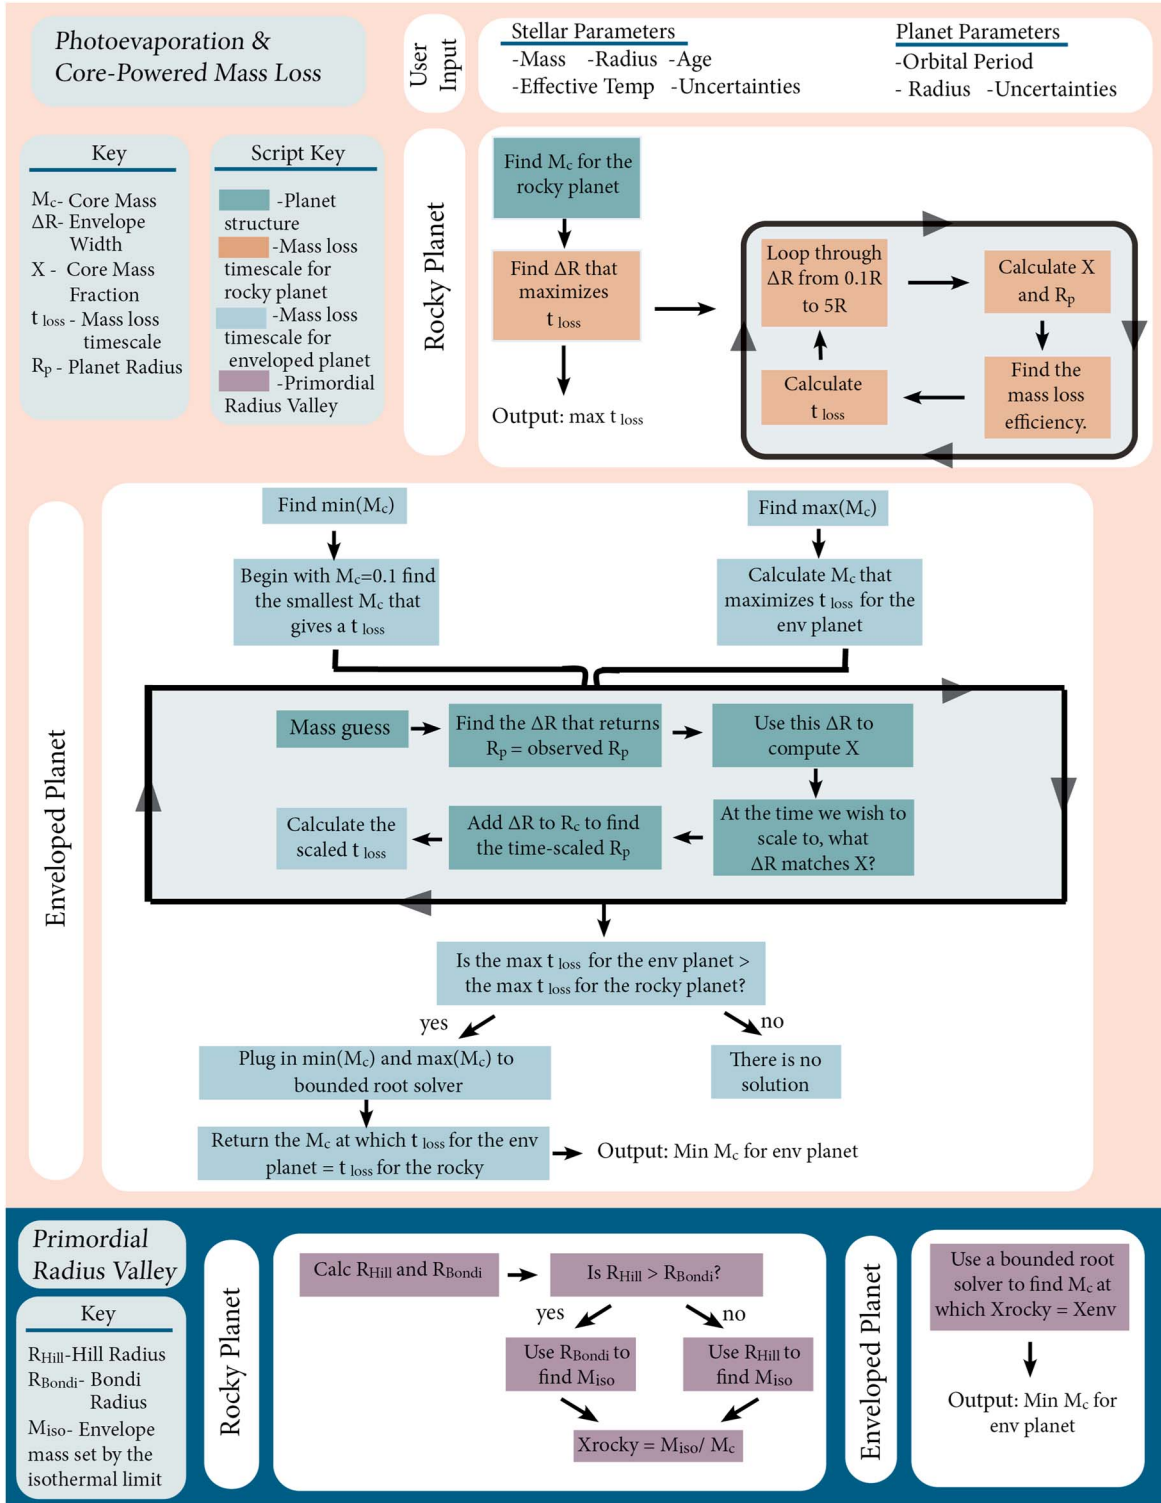 Photoevaporation &
Core-Powered Mass Loss
User
Input
Stellar Parameters
-Mass -Radius -Age
-Effective Temp -Uncertainties
Planet Parameters
-Orbital Period
- Radius -Uncertainties
Key
Mc- Core Mass
ΔR- Envelope
Width
X - Core Mass
Fraction
t loss - Mass loss
timescale
Rp - Planet Radius
Script Key
-Planet
structure
-Mass loss
timescale for
rocky planet
-Mass loss
timescale for
enveloped planet
-Primordial
Radius Valley
Rocky Planet
Find Mc for the
rocky planet
Find ΔR that
maximizes
t loss
Output: max t loss
Loop through
ΔR from 0.1R
to 5R
Calculate X
and Rp
Find the
mass loss
efficiency.
Calculate
t loss
Enveloped Planet
Find min(Mc)
Begin with Mc=0.1 find
the smallest Mc that
gives a t loss
Find max(Mc)
Calculate Mc that
maximizes t loss for the
env planet
Mass guess
Find the ΔR that returns
Rp = observed Rp
Use this ΔR to
compute X
At the time we wish to
scale to, what
ΔR matches X?
Add ΔR to Rc to find
the time-scaled Rp
Calculate the
scaled t loss
Is the max t loss for the env planet >
the max t loss for the rocky planet?
yes
no
Plug in min(Mc) and max(Mc) to
bounded root solver
There is no
solution
Return the Mc at which t loss for the env
planet = t loss for the rocky
Output: Min Mc for env planet
Primordial
Radius Valley
Key
RHill-Hill Radius
RBondi- Bondi
Radius
Miso- Envelope
mass set by the
isothermal limit
Rocky Planet
Calc RHill and RBondi
Is RHill > RBondi?
yes
no
Use RBondi to
find Miso
Use RHill to
find Miso
Xrocky = Miso/ Mc
Enveloped Planet
Use a bounded root
solver to find Mc at
which Xrocky = Xenv
Output: Min Mc for
env planet